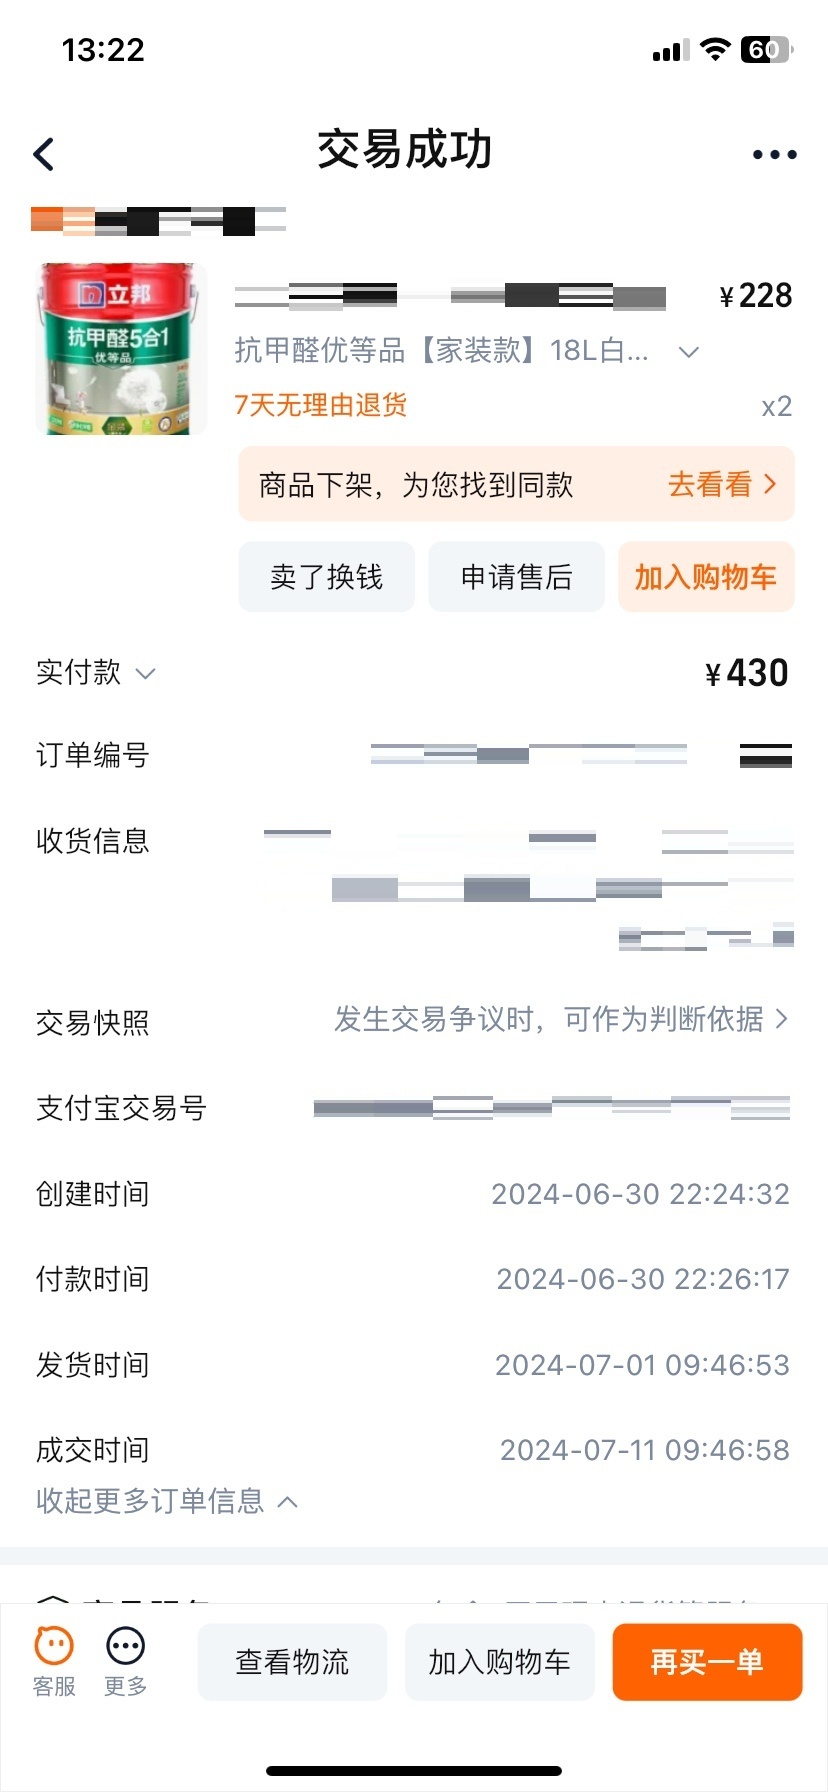 13:22
60
交易成功
立邦
抗甲醛5合1
优等品
¥228
抗甲醛优等品【家装款】18L白...
7天无理由退货
x2
商品下架，为您找到同款
去看看
卖了换钱
申请售后
加入购物车
实付款
¥430
订单编号
收货信息
交易快照
发生交易争议时，可作为判断依据
支付宝交易号
创建时间
2024-06-30 22:24:32
付款时间
2024-06-30 22:26:17
发货时间
2024-07-01 09:46:53
成交时间
2024-07-11 09:46:58
收起更多订单信息
客服
更多
查看物流
加入购物车
再买一单